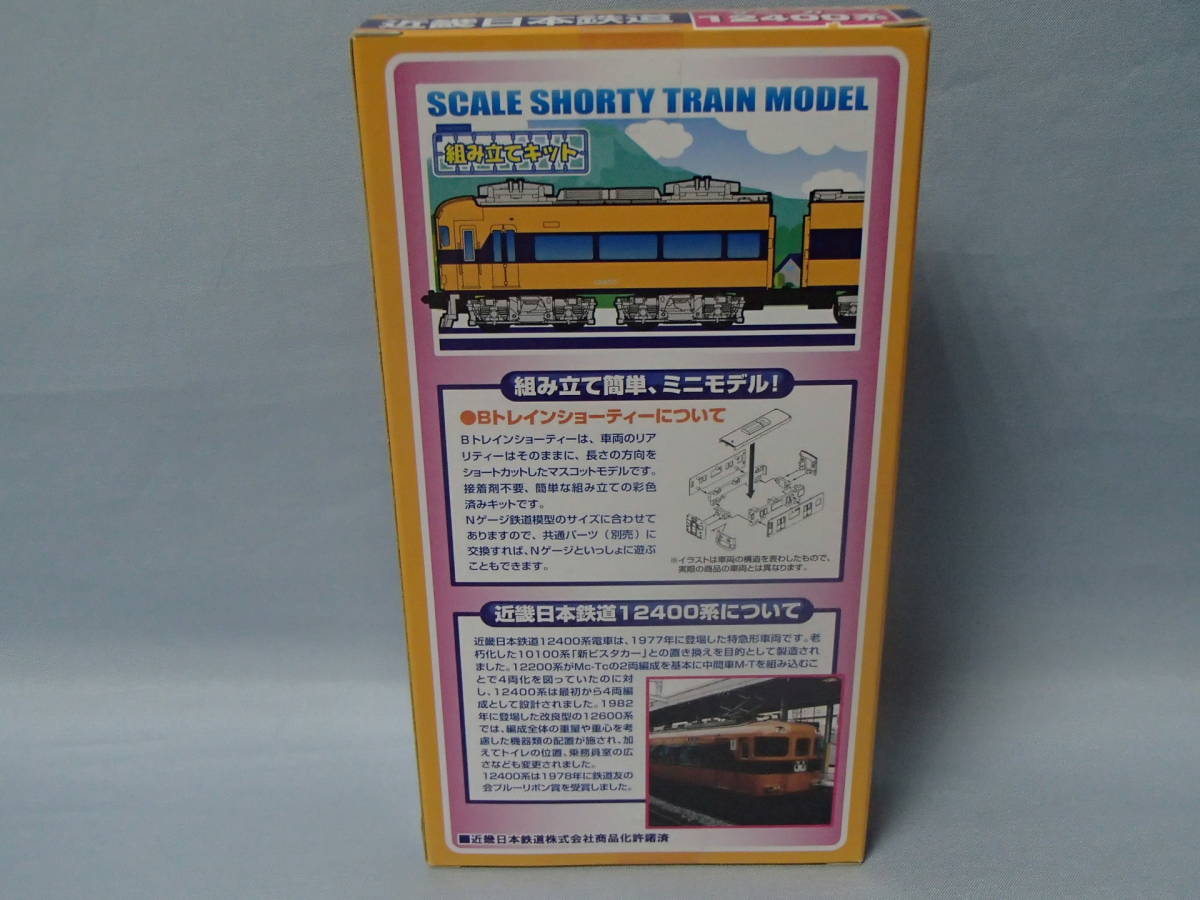 近畿日本鉄道
12400系
SCALE SHORTY TRAIN MODEL
組み立てキット
組み立て簡単、ミニモデル!
●Bトレインショーティーについて
Bトレインショーティーは、車両のリア
リティーはそのままに、長さの方向を
ショートカットしたマスコットモデルです。
接着剤不要、簡単な組み立ての彩色
済みキットです。
Nゲージ鉄道模型のサイズに合わせて
ありますので、共通パーツ(別売)に
交換すれば、Nゲージといっしょに遊ぶ
こともできます。
※イラストは車両の構造を表わしたもので、
実際の商品の車両とは異なります。
近畿日本鉄道12400系について
近畿日本鉄道12400系電車は、1977年に登場した特急形車両です。老
朽化した10100系「新ビスタカー」との置き換えを目的として製造され
ました。12200系がMc-Tcの2両編成を基本に中間車M-Tを組み込むこ
とで4両化を図っていたのに対
し、12400系は最初から4両編
成として設計されました。1982
年に登場した改良型の12600系
では、編成全体の重量や重心を考
慮した機器類の配置が施され、加
えてトイレの位置、乗務員室の広
さなども変更されました。
12400系は1978年に鉄道友の
会ブルーリボン賞を受賞しました。
■近畿日本鉄道株式会社商品化許諾済